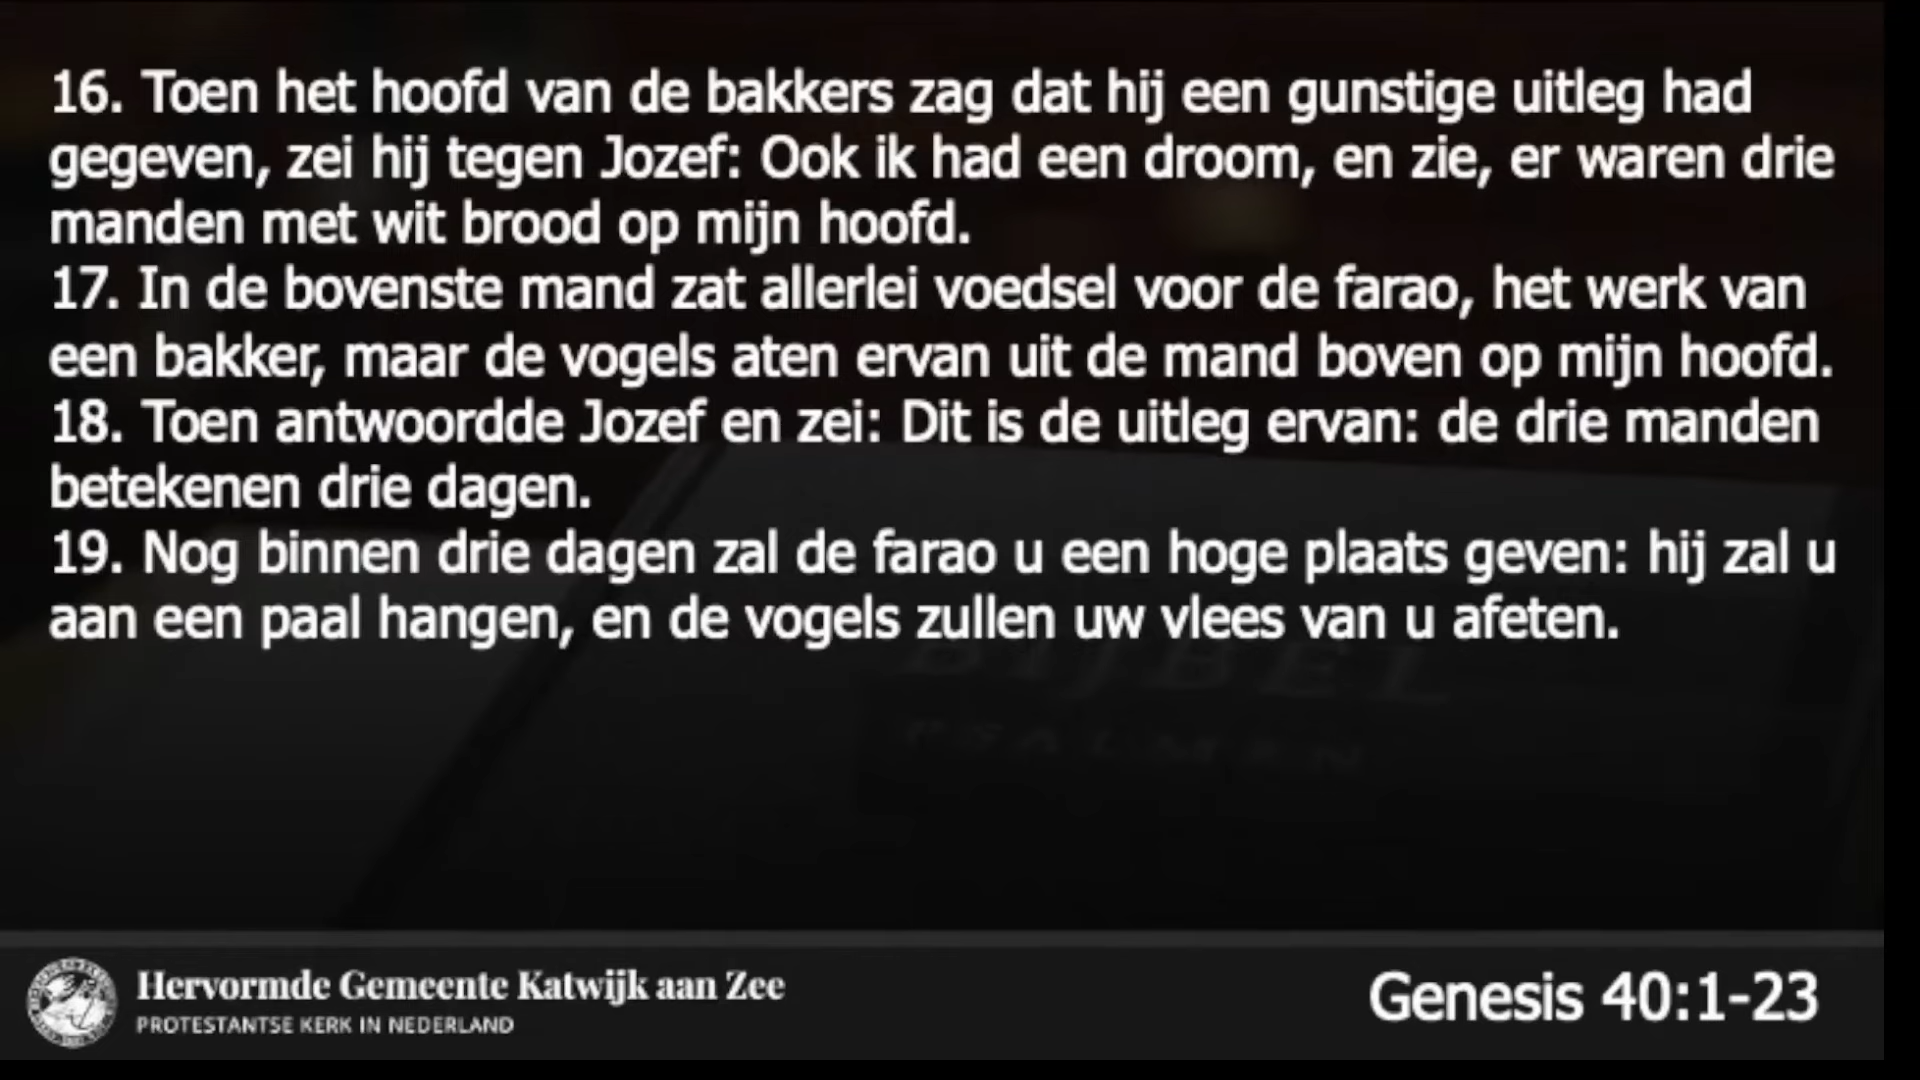 16. Toen het hoofd van de bakkers zag dat hij een gunstige uitleg had
gegeven, zei hij tegen Jozef: Ook ik had een droom, en zie, er waren drie
manden met wit brood op mijn hoofd.
17. In de bovenste mand zat allerlei voedsel voor de farao, het werk van
een bakker, maar de vogels aten ervan uit de mand boven op mijn hoofd.
18. Toen antwoordde Jozef en zei: Dit is de uitleg ervan: de drie manden
betekenen drie dagen.
19. Nog binnen drie dagen zal de farao u een hoge plaats geven: hij zal u
aan een paal hangen, en de vogels zullen uw vlees van u afeten.
BIJBEL
PSALMEN
Hervormde Gemeente Katwijk aan Zee
PROTESTANTSE KERK IN NEDERLAND
Genesis 40:1-23